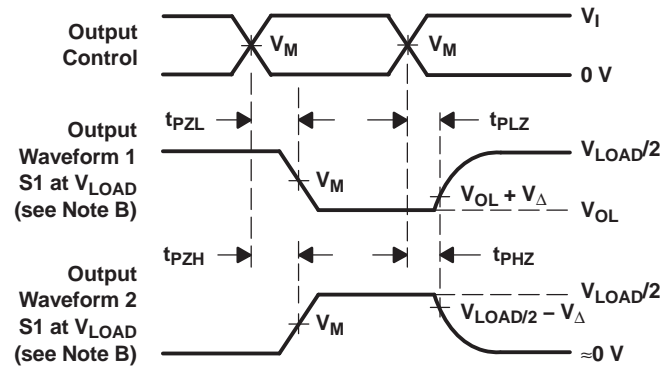 Output
Control
V_M
V_M
V_I
0 V
t_PZL
t_PLZ
Output
Waveform 1
S1 at V_LOAD
(see Note B)
V_M
V_LOAD/2
V_OL + V_Δ
V_OL
t_PZH
t_PHZ
Output
Waveform 2
S1 at V_LOAD
(see Note B)
V_M
V_LOAD/2
V_LOAD/2 − V_Δ
≈0 V